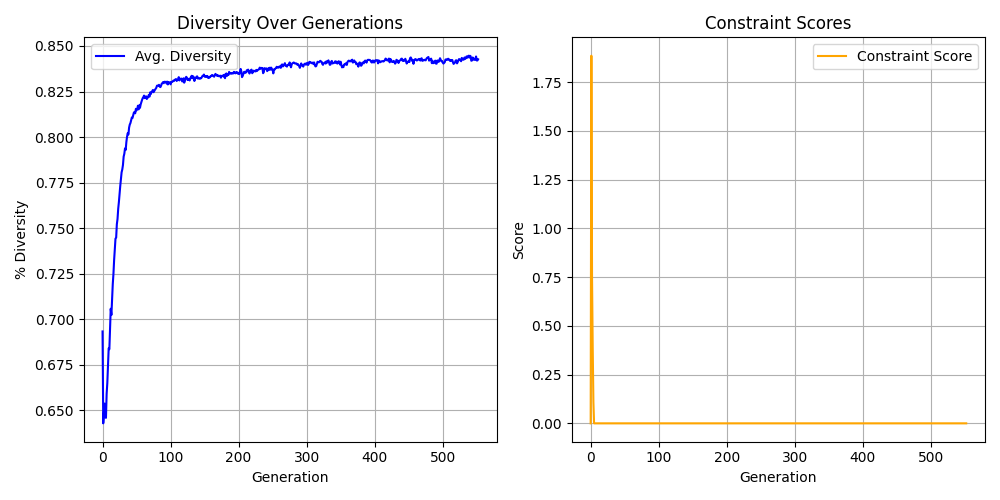 Diversity Over Generations
Avg. Diversity
% Diversity
0.850
0.825
0.800
0.775
0.750
0.725
0.700
0.675
0.650
0 100 200 300 400 500
Generation
Constraint Scores
Constraint Score
Score
1.75
1.50
1.25
1.00
0.75
0.50
0.25
0.00
0 100 200 300 400 500
Generation